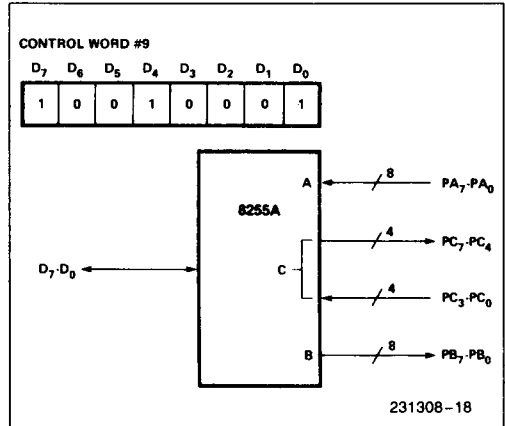 CONTROL WORD #9
D7 D6 D5 D4 D3 D2 D1 D0
1 0 0 1 0 0 0 1
8255A
A 8 PA7-PA0
4 PC7-PC4
D7-D0 C
4 PC3-PC0
B 8 PB7-PB0
231308-18